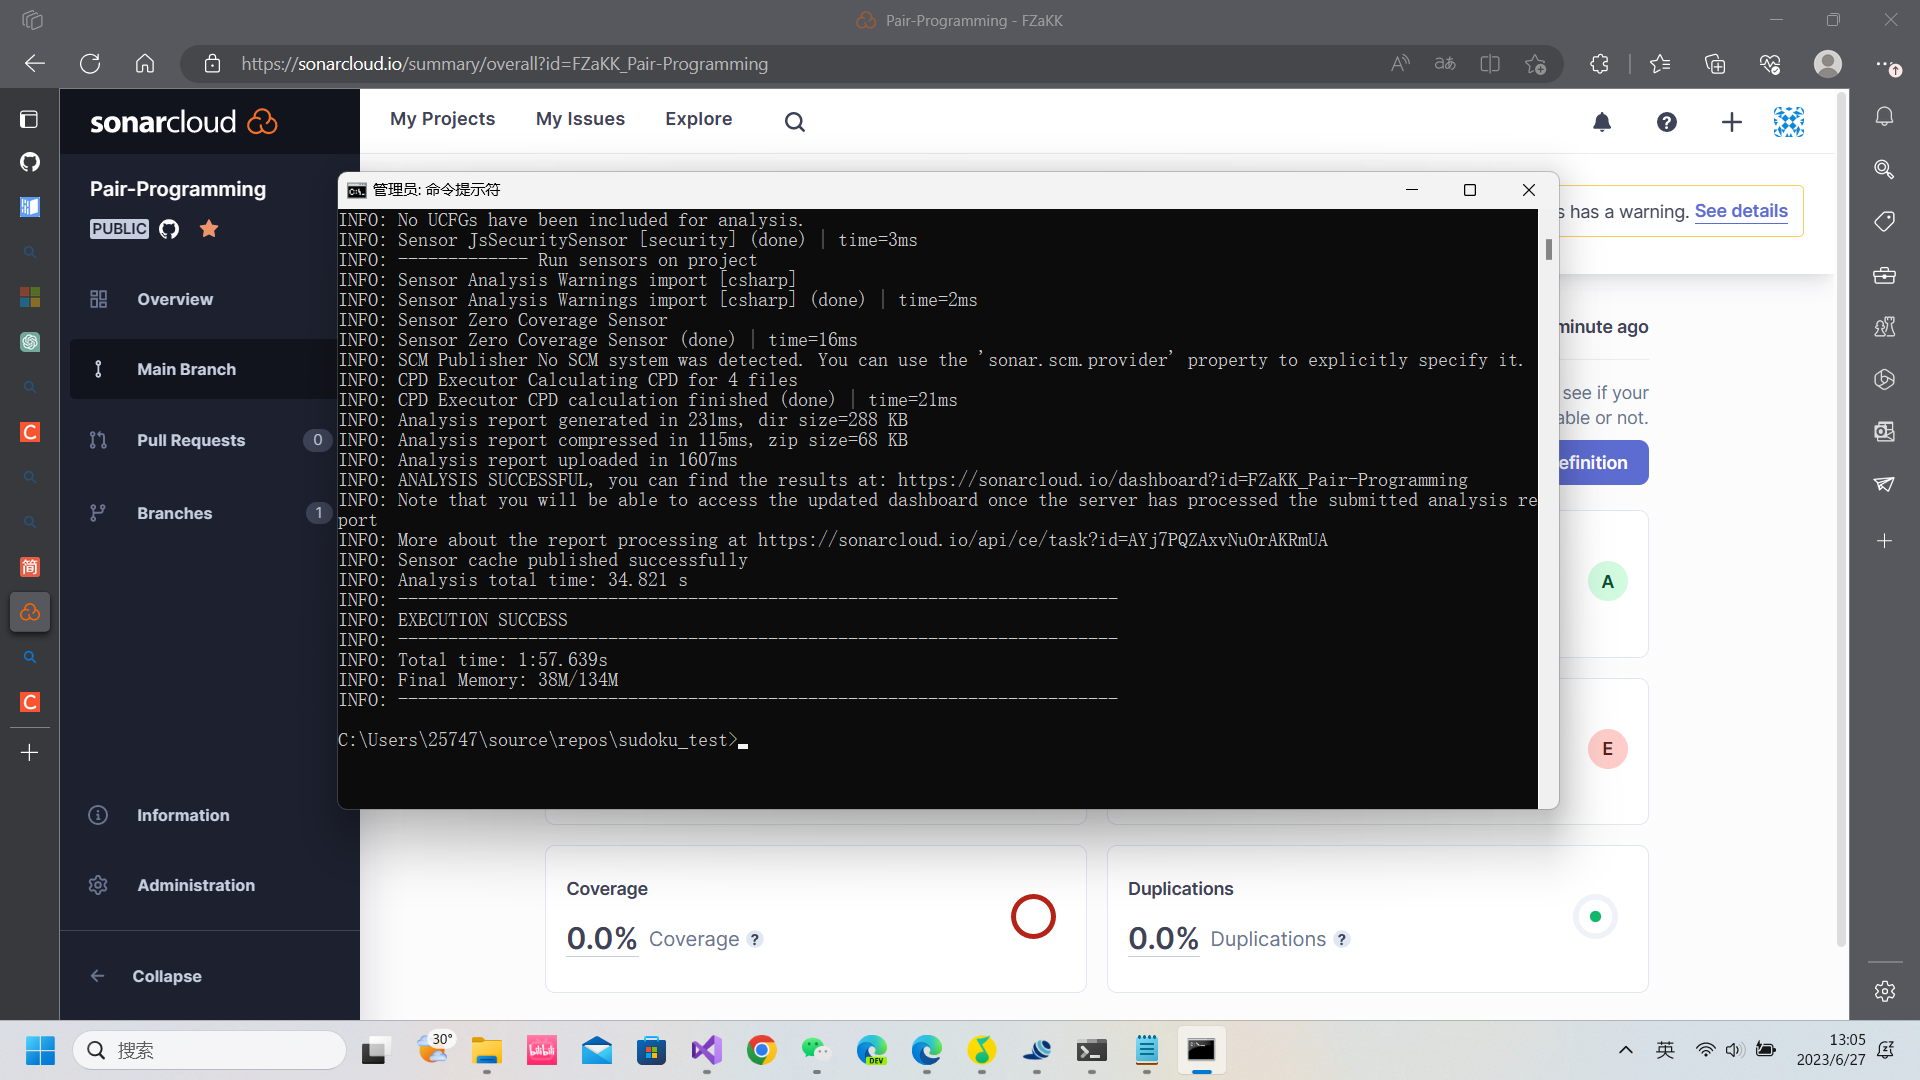 Pair-Programming - FZaKK
https://sonarcloud.io/summary/overall?id=FZaKK_Pair-Programming
sonarcloud
My Projects
My Issues
Explore
Pair-Programming
PUBLIC
Overview
Main Branch
Pull Requests
0
Branches
1
Information
Administration
Collapse
s has a warning. See details
minute ago
see if your
able or not.
efinition
A
E
管理员: 命令提示符
INFO: No UCFGs have been included for analysis.
INFO: Sensor JsSecuritySensor [security] (done) | time=3ms
INFO: ------------- Run sensors on project
INFO: Sensor Analysis Warnings import [csharp]
INFO: Sensor Analysis Warnings import [csharp] (done) | time=2ms
INFO: Sensor Zero Coverage Sensor
INFO: Sensor Zero Coverage Sensor (done) | time=16ms
INFO: SCM Publisher No SCM system was detected. You can use the 'sonar.scm.provider' property to explicitly specify it.
INFO: CPD Executor Calculating CPD for 4 files
INFO: CPD Executor CPD calculation finished (done) | time=21ms
INFO: Analysis report generated in 231ms, dir size=288 KB
INFO: Analysis report compressed in 115ms, zip size=68 KB
INFO: Analysis report uploaded in 1607ms
INFO: ANALYSIS SUCCESSFUL, you can find the results at: https://sonarcloud.io/dashboard?id=FZaKK_Pair-Programming
INFO: Note that you will be able to access the updated dashboard once the server has processed the submitted analysis re
port
INFO: More about the report processing at https://sonarcloud.io/api/ce/task?id=AYj7PQZAxvNuOrAKRmUA
INFO: Sensor cache published successfully
INFO: Analysis total time: 34.821 s
INFO: ------------------------------------------------------------------------
INFO: EXECUTION SUCCESS
INFO: ------------------------------------------------------------------------
INFO: Total time: 1:57.639s
INFO: Final Memory: 38M/134M
INFO: ------------------------------------------------------------------------
C:\Users\25747\source\repos\sudoku_test>
Coverage
0.0% Coverage ?
Duplications
0.0% Duplications ?
搜索
30°
bilibili
DEV
英
13:05
2023/6/27